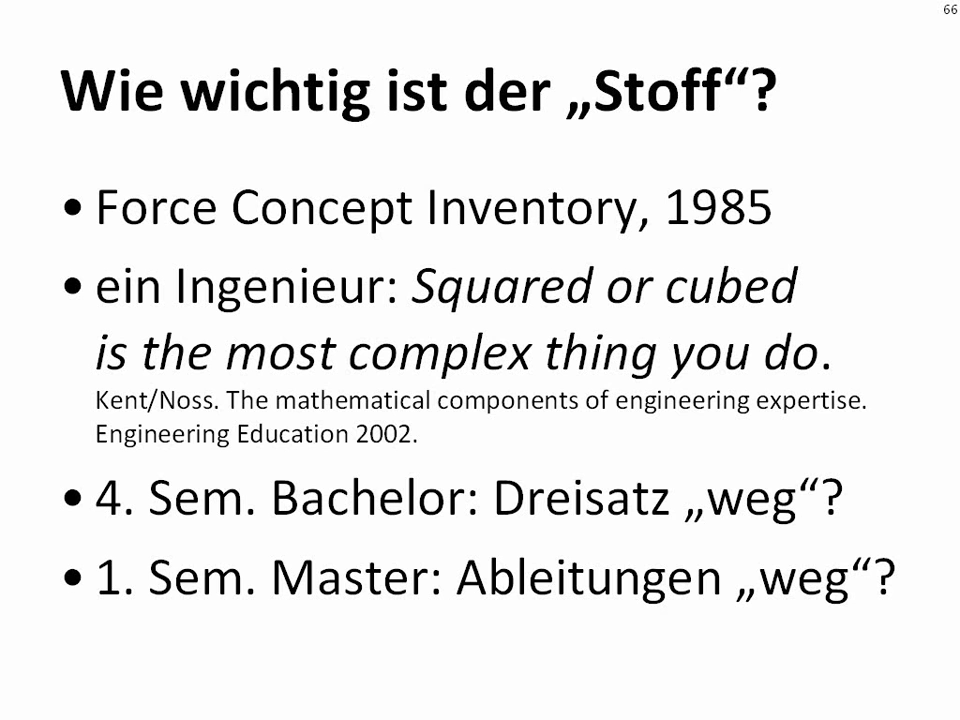 66
Wie wichtig ist der „Stoff“?
• Force Concept Inventory, 1985
• ein Ingenieur: Squared or cubed
is the most complex thing you do.
Kent/Noss. The mathematical components of engineering expertise.
Engineering Education 2002.
• 4. Sem. Bachelor: Dreisatz „weg“?
• 1. Sem. Master: Ableitungen „weg“?